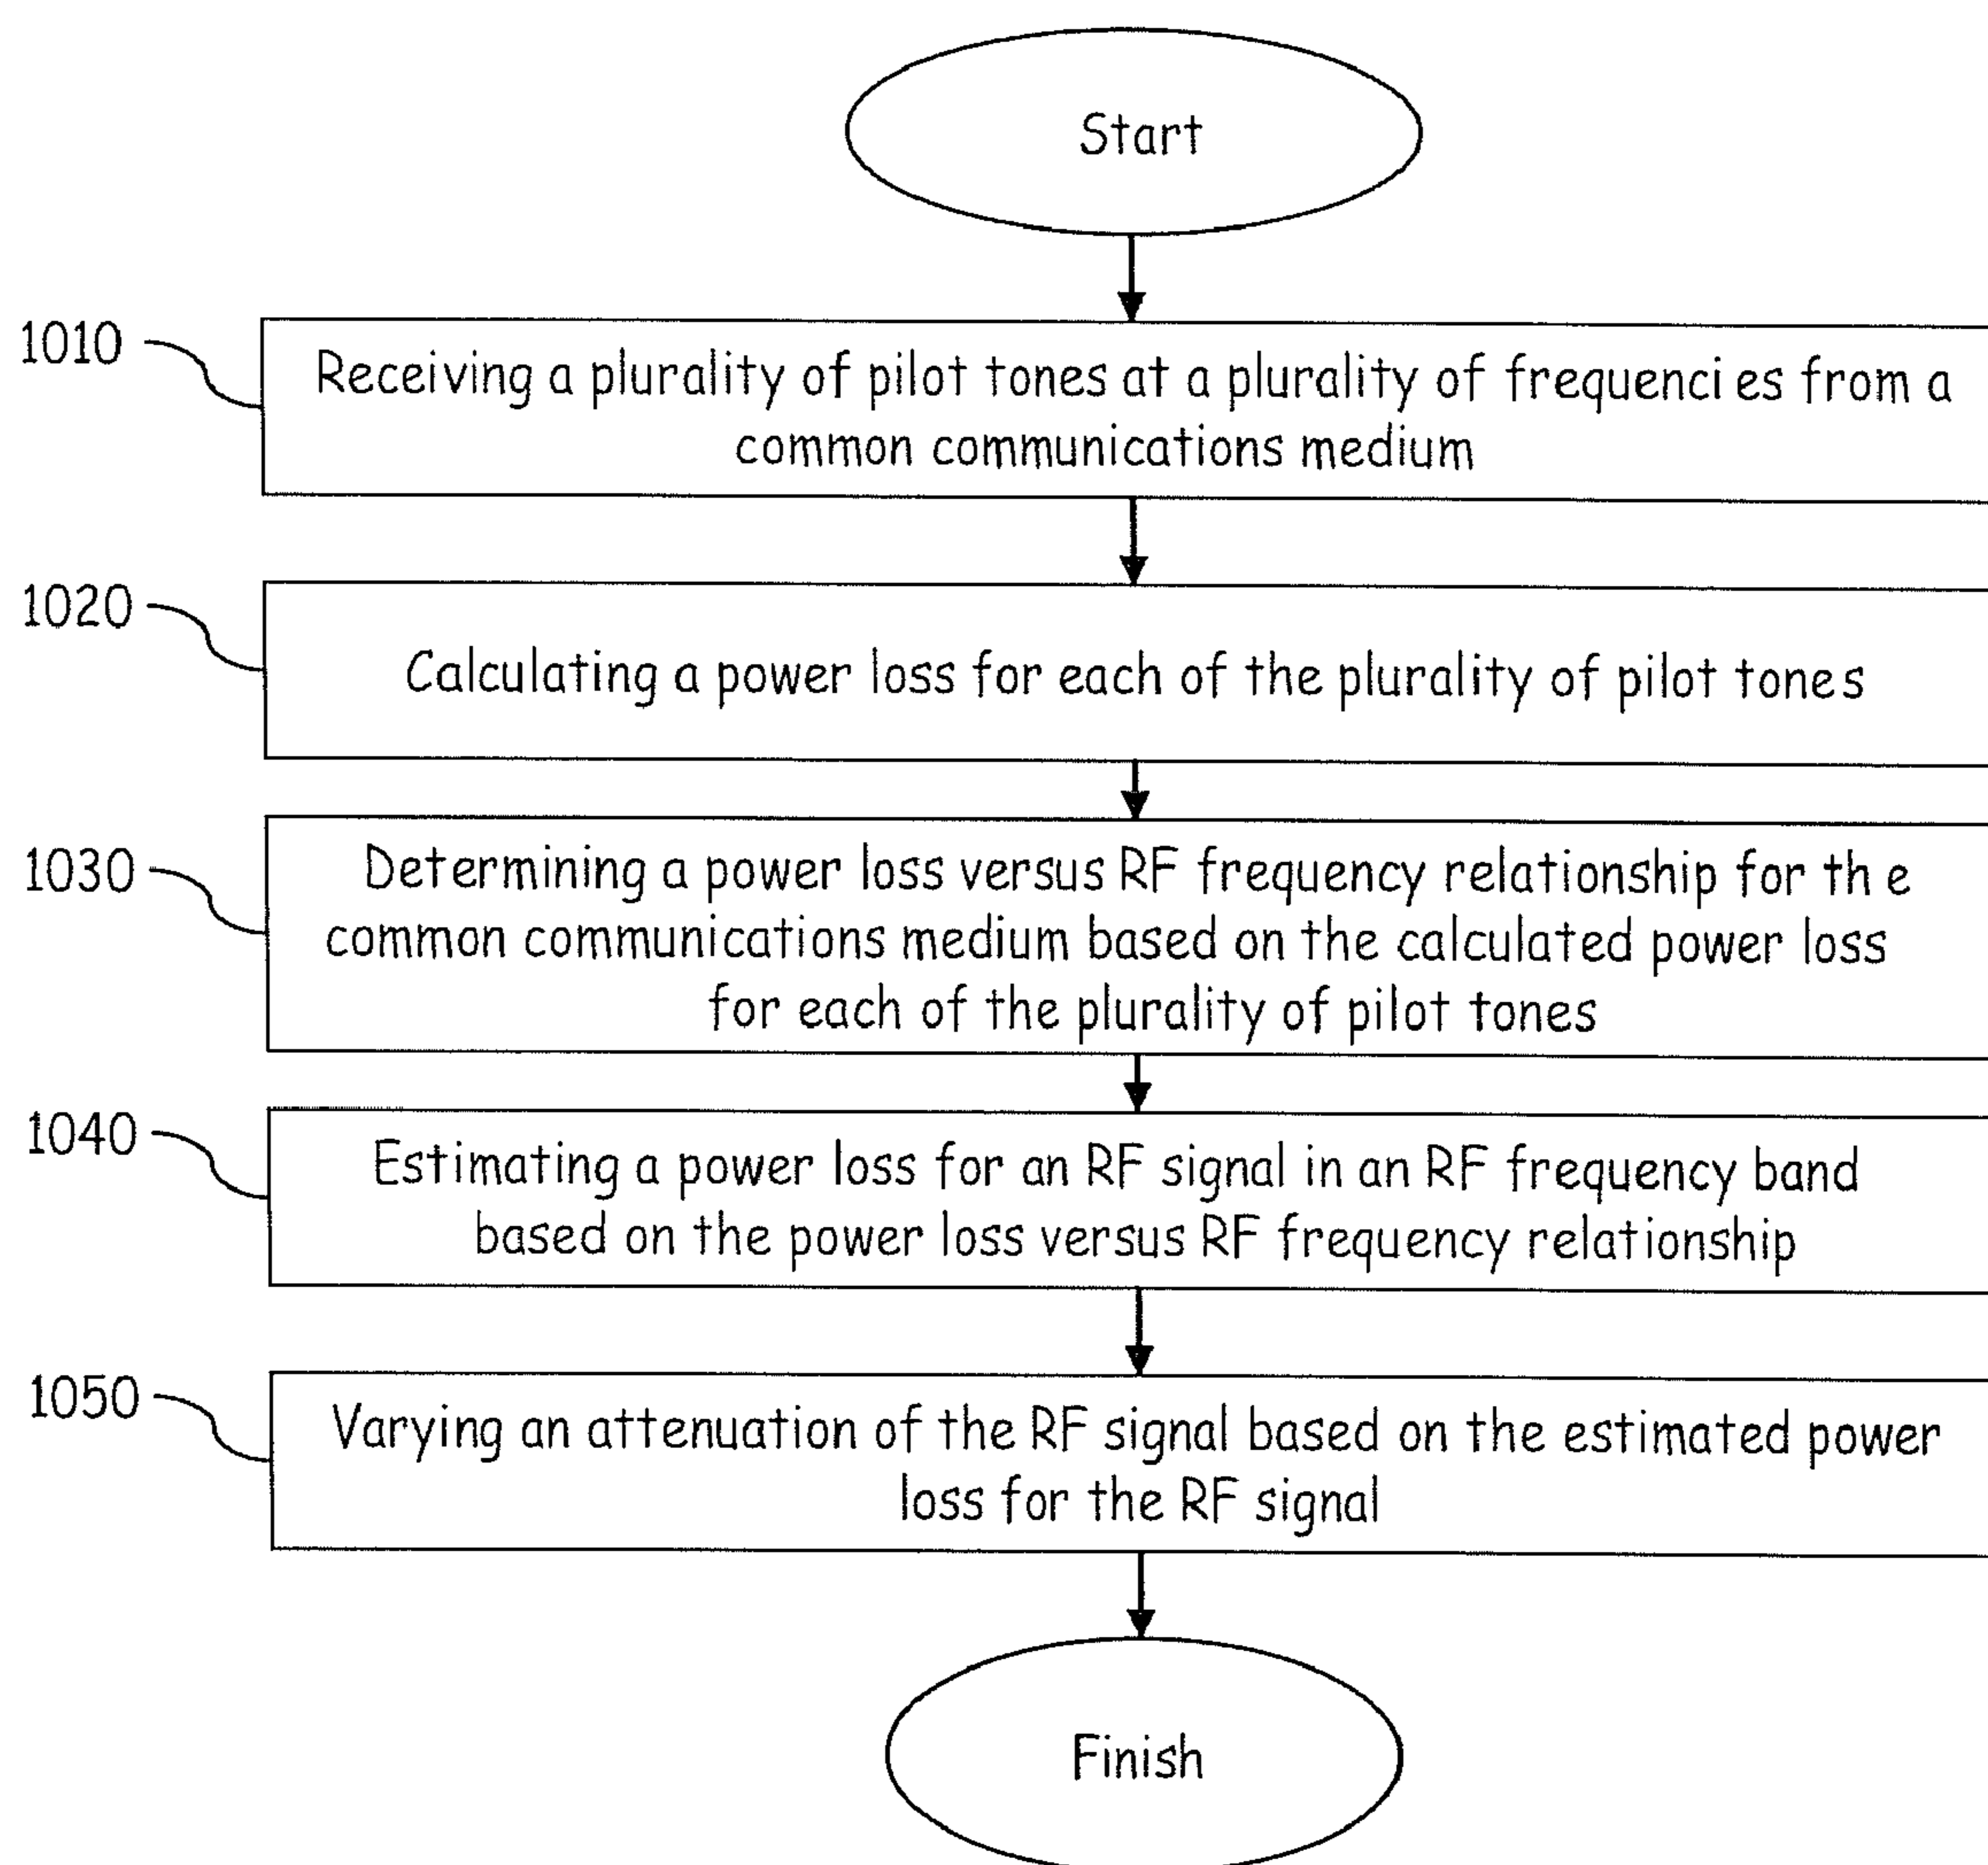 Start
1010
Receiving a plurality of pilot tones at a plurality of frequencies from a
common communications medium
1020
Calculating a power loss for each of the plurality of pilot tones
1030
Determining a power loss versus RF frequency relationship for the
common communications medium based on the calculated power loss
for each of the plurality of pilot tones
1040
Estimating a power loss for an RF signal in an RF frequency band
based on the power loss versus RF frequency relationship
1050
Varying an attenuation of the RF signal based on the estimated power
loss for the RF signal
Finish